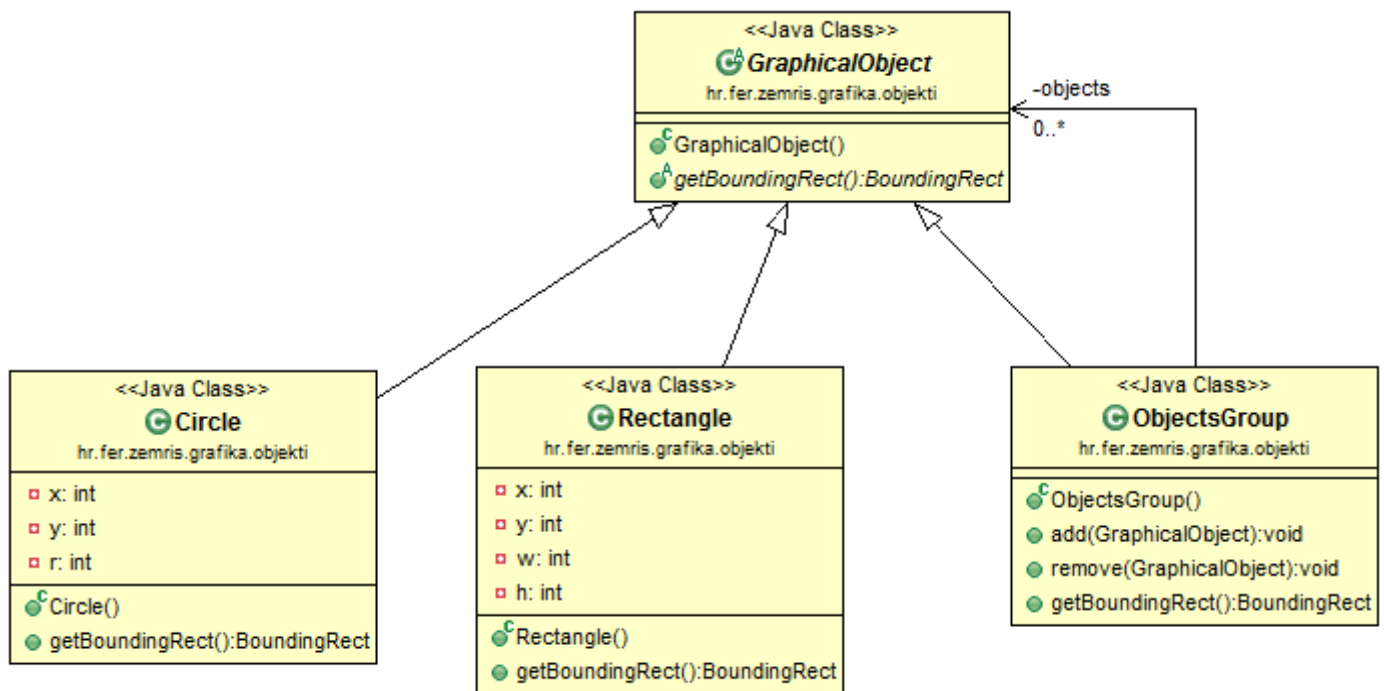 <<Java Class>>
GraphicalObject
hr.fer.zemris.grafika.objekti
GraphicalObject()
getBoundingRect():BoundingRect
-objects
0..*
<<Java Class>>
Circle
hr.fer.zemris.grafika.objekti
x: int
y: int
r: int
Circle()
getBoundingRect():BoundingRect
<<Java Class>>
Rectangle
hr.fer.zemris.grafika.objekti
x: int
y: int
w: int
h: int
Rectangle()
getBoundingRect():BoundingRect
<<Java Class>>
ObjectsGroup
hr.fer.zemris.grafika.objekti
ObjectsGroup()
add(GraphicalObject):void
remove(GraphicalObject):void
getBoundingRect():BoundingRect